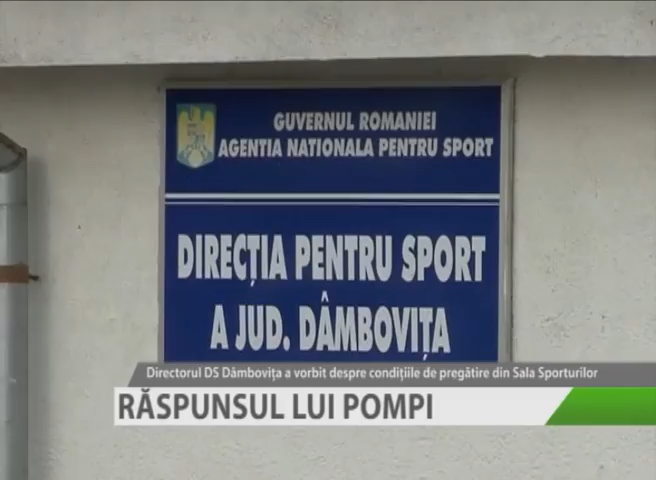 GUVERNUL ROMANIEI
AGENTIA NATIONALA PENTRU SPORT
DIRECȚIA PENTRU SPORT
A JUD. DÂMBOVIȚA
Directorul DS Dâmbovița a vorbit despre condițiile de pregătire din Sala Sporturilor
RĂSPUNSUL LUI POMPI